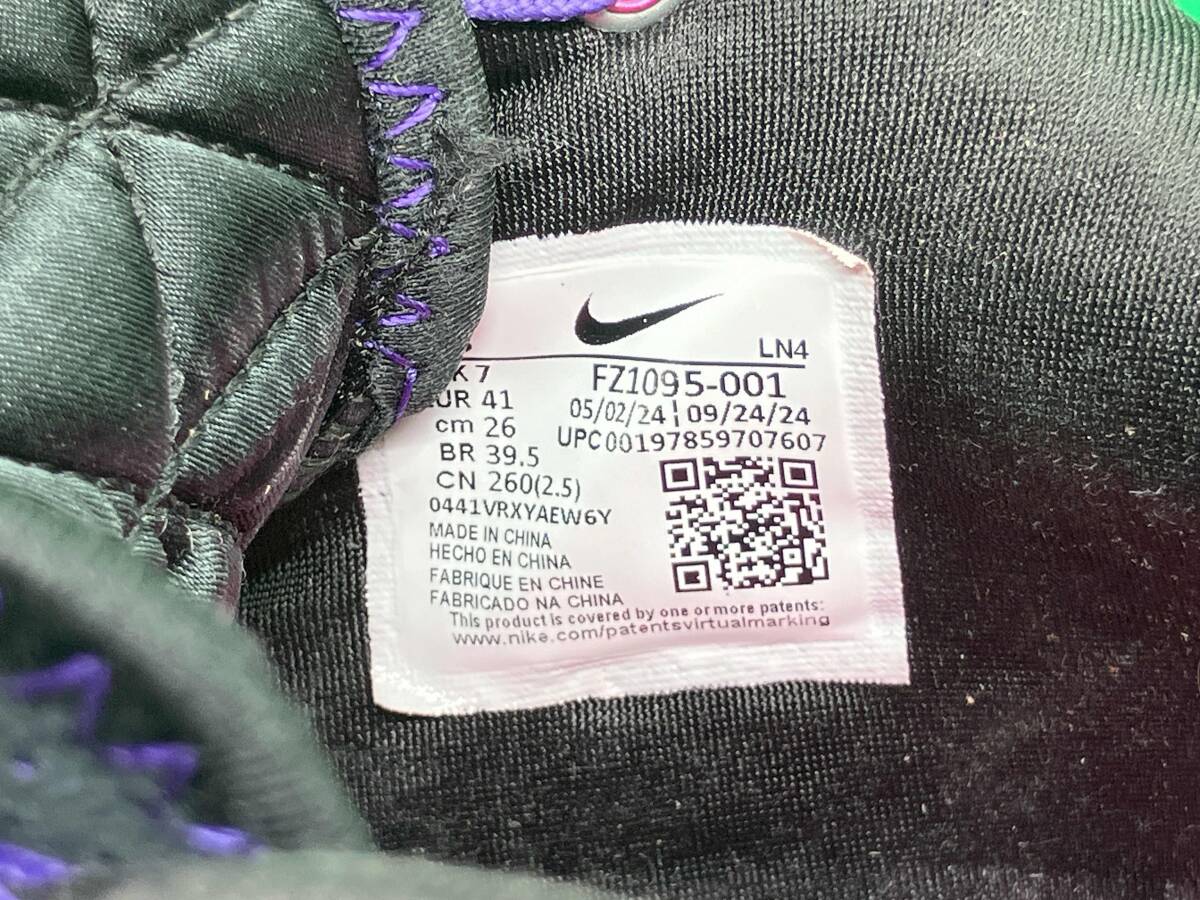 LN4
7 FZ1095-001
41 05/02/24 | 09/24/24
cm 26 UPC00197859707607
BR 39.5
CN 260(2.5)
0441VRXYAEW6Y
MADE IN CHINA
HECHO EN CHINA
FABRIQUE EN CHINE
FABRICADO NA CHINA
This product is covered by one or more patents:
www.nike.com/patentsvirtualmarking